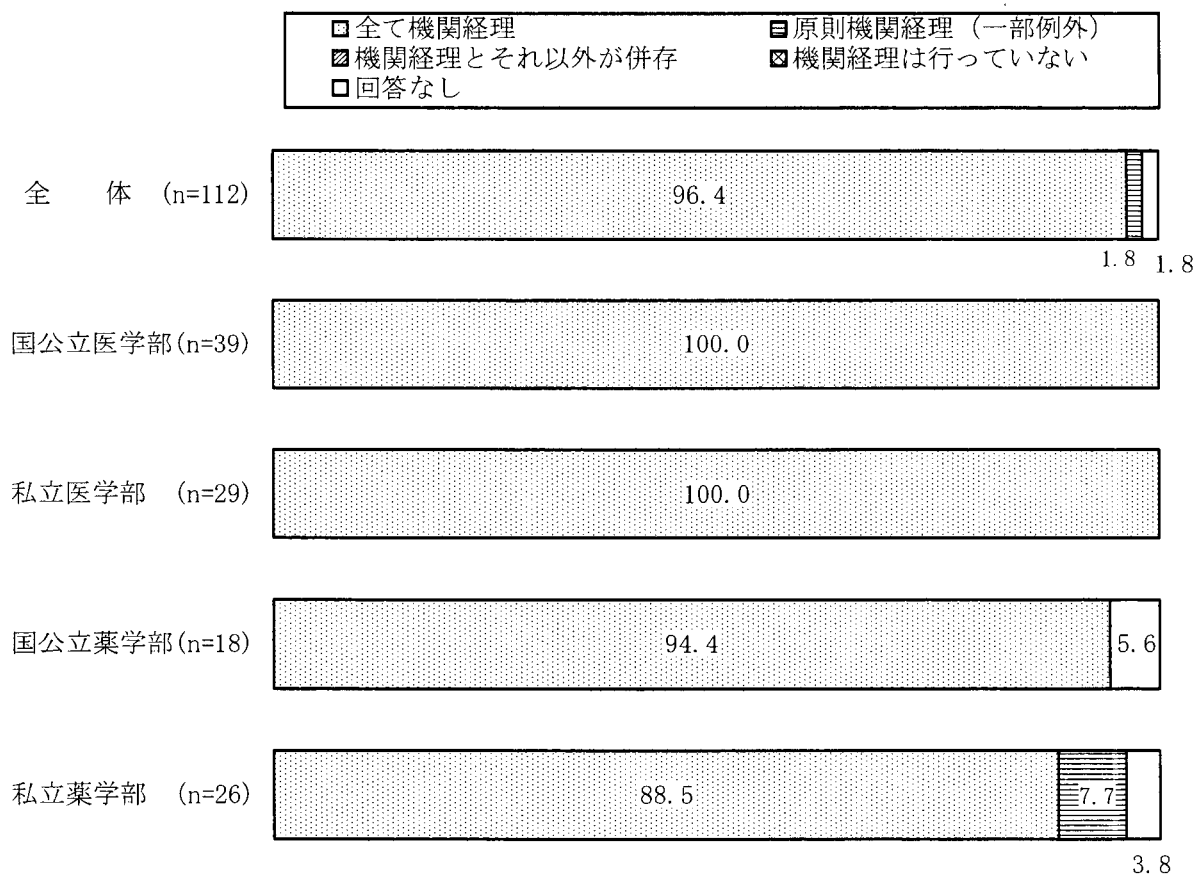 全て機関経理 原則機関経理（一部例外）
機関経理とそれ以外が併存 機関経理は行っていない
回答なし
全 体 (n=112) 96.4
1.8 1.8
国公立医学部(n=39) 100.0
私立医学部 (n=29) 100.0
国公立薬学部(n=18) 94.4 5.6
私立薬学部 (n=26) 88.5 7.7
3.8